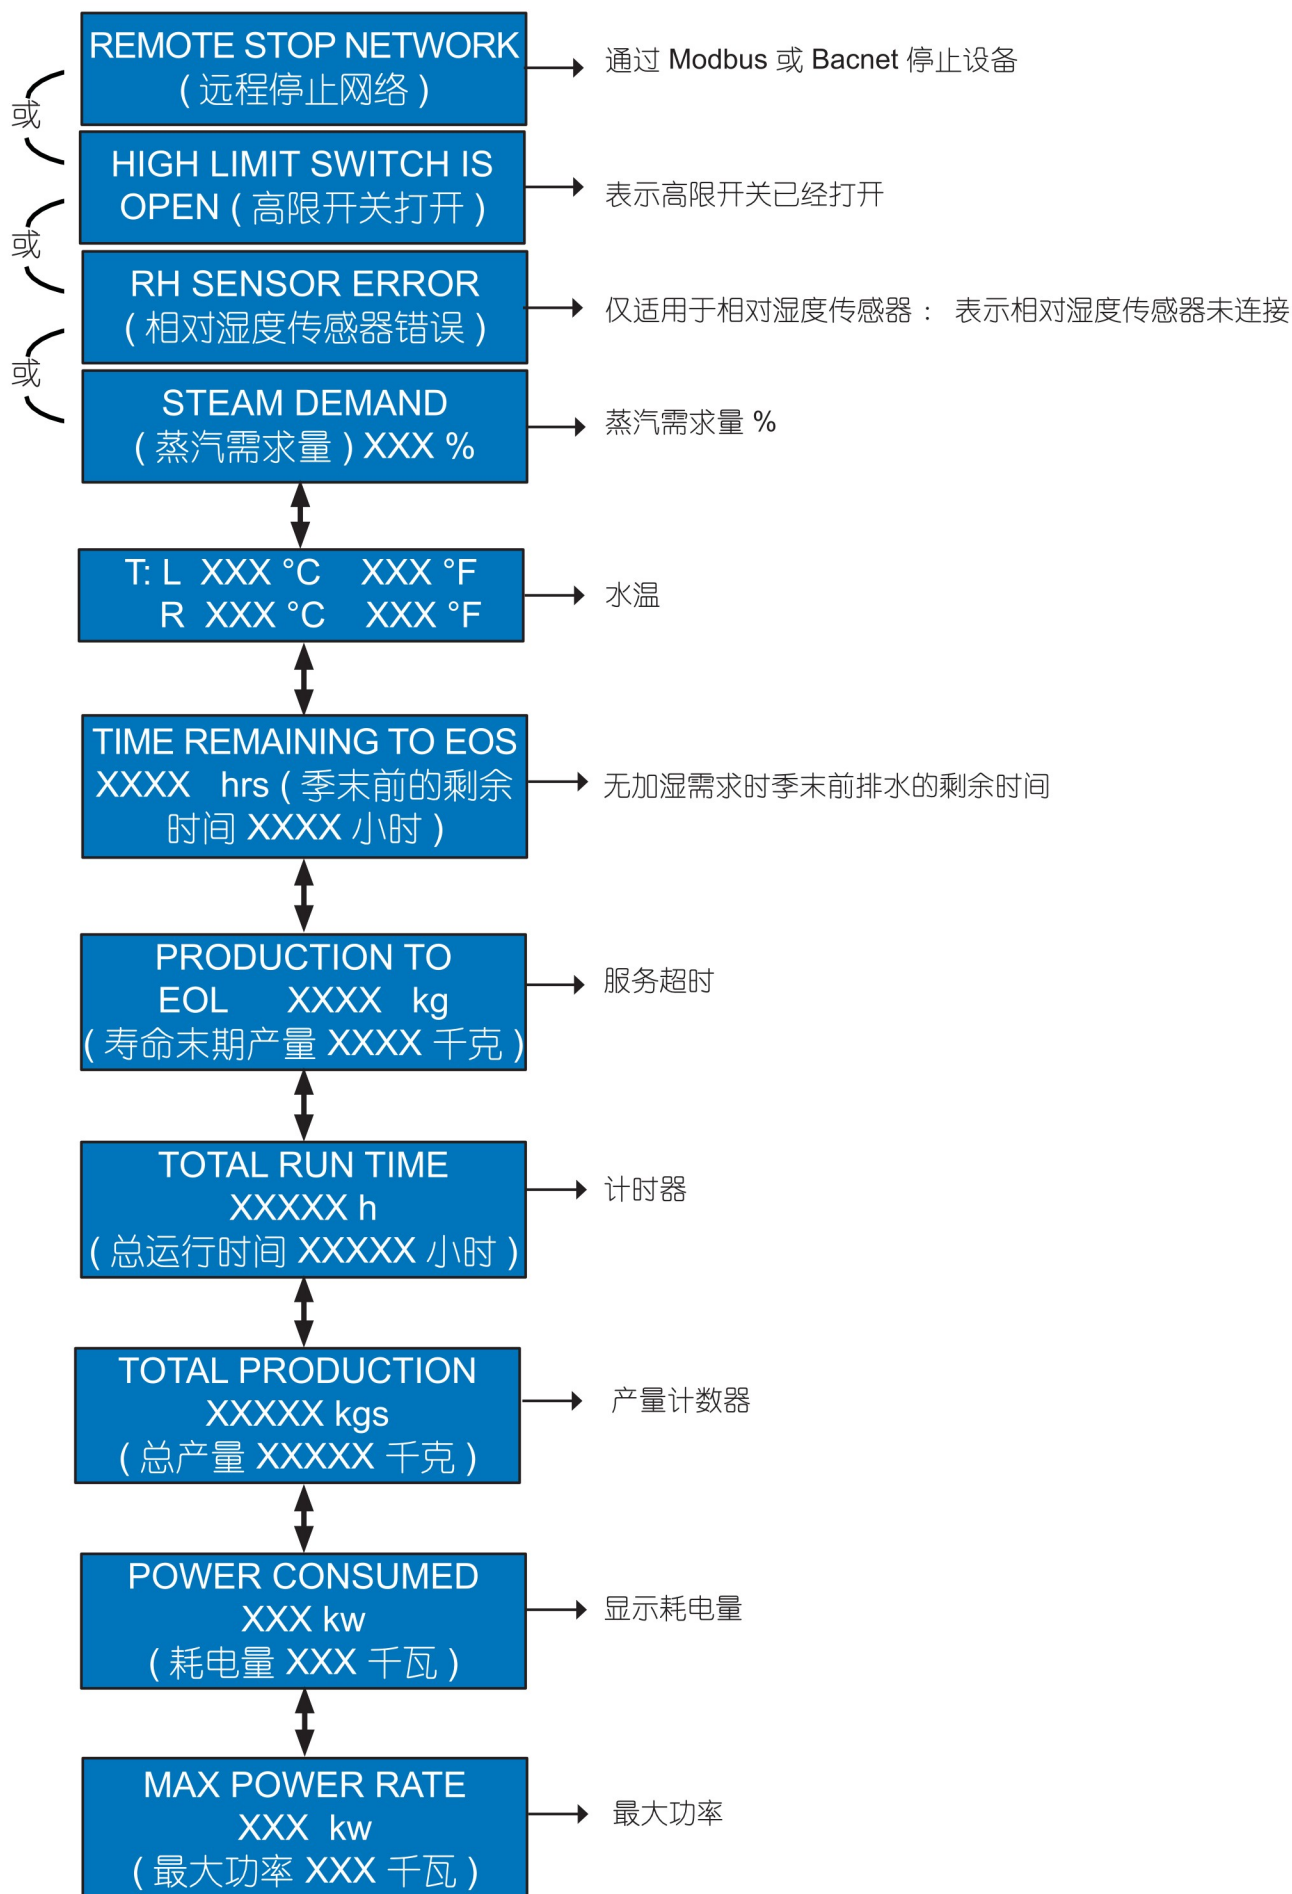 REMOTE STOP NETWORK
( 远程停止网络 )
通过 Modbus 或 Bacnet 停止设备
或
HIGH LIMIT SWITCH IS
OPEN ( 高限开关打开 )
表示高限开关已经打开
或
RH SENSOR ERROR
( 相对湿度传感器错误 )
仅适用于相对湿度传感器： 表示相对湿度传感器未连接
或
STEAM DEMAND
( 蒸汽需求量 ) XXX %
蒸汽需求量 %
T: L XXX °C XXX °F
R XXX °C XXX °F
水温
TIME REMAINING TO EOS
XXXX hrs ( 季末前的剩余
时间 XXXX 小时 )
无加湿需求时季末前排水的剩余时间
PRODUCTION TO
EOL XXXX kg
( 寿命末期产量 XXXX 千克 )
服务超时
TOTAL RUN TIME
XXXXX h
( 总运行时间 XXXXX 小时 )
计时器
TOTAL PRODUCTION
XXXXX kgs
( 总产量 XXXXX 千克 )
产量计数器
POWER CONSUMED
XXX kw
( 耗电量 XXX 千瓦 )
显示耗电量
MAX POWER RATE
XXX kw
( 最大功率 XXX 千瓦 )
最大功率